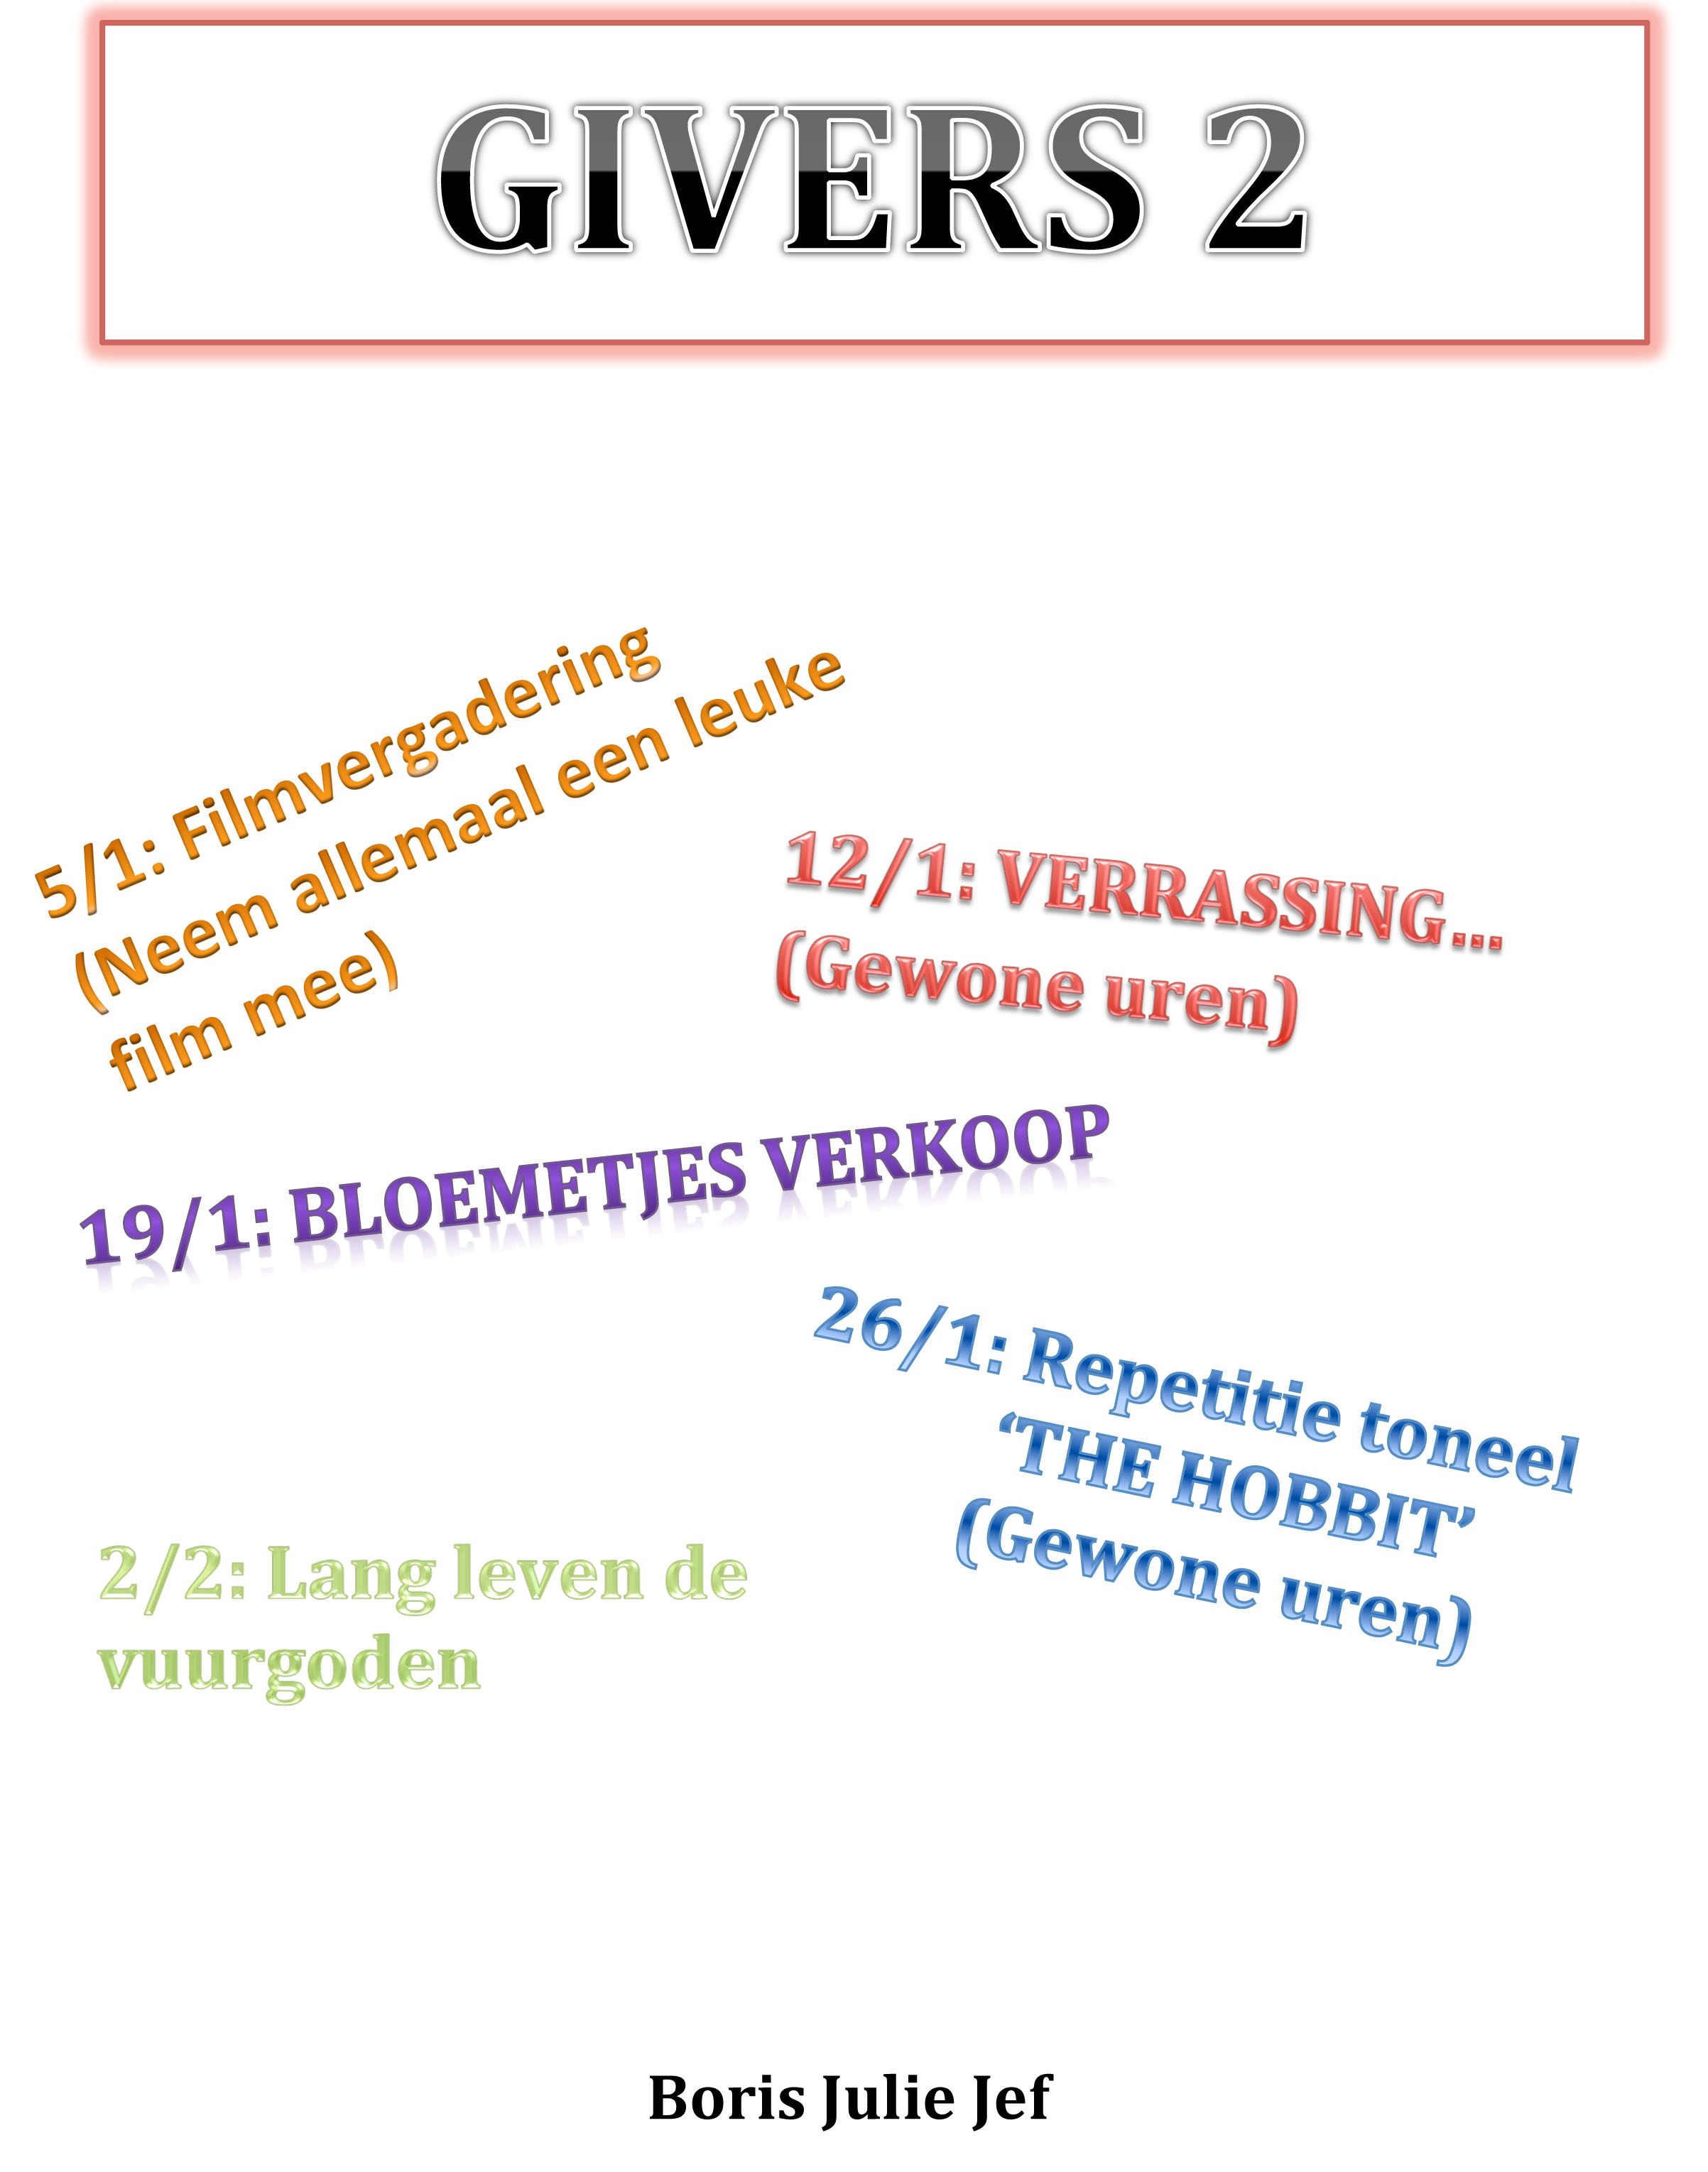 GIVERS 2
5/1: Filmvergadering
(Neem allemaal een leuke
film mee)
12/1: VERRASSING...
(Gewone uren)
19/1: BLOEMETJES VERKOOP
26/1: Repetitie toneel
‘THE HOBBIT’
(Gewone uren)
2/2: Lang leven de
vuurgoden
Boris Julie Jef